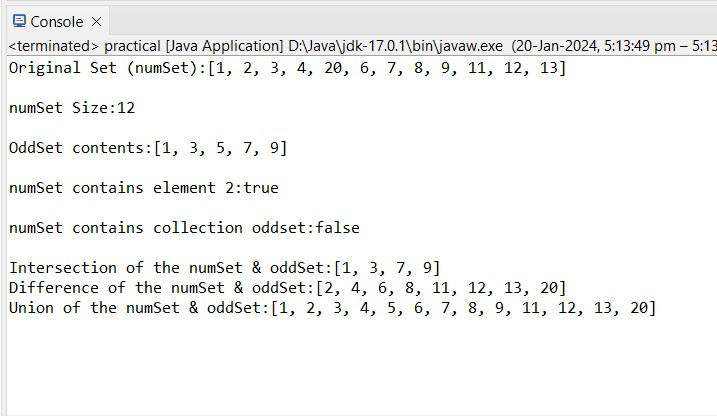 Console ×
<terminated> practical [Java Application] D:\Java\jdk-17.0.1\bin\javaw.exe (20-Jan-2024, 5:13:49 pm – 5:13
Original Set (numSet):[1, 2, 3, 4, 20, 6, 7, 8, 9, 11, 12, 13]
numSet Size:12
OddSet contents:[1, 3, 5, 7, 9]
numSet contains element 2:true
numSet contains collection oddset:false
Intersection of the numSet & oddSet:[1, 3, 7, 9]
Difference of the numSet & oddSet:[2, 4, 6, 8, 11, 12, 13, 20]
Union of the numSet & oddSet:[1, 2, 3, 4, 5, 6, 7, 8, 9, 11, 12, 13, 20]